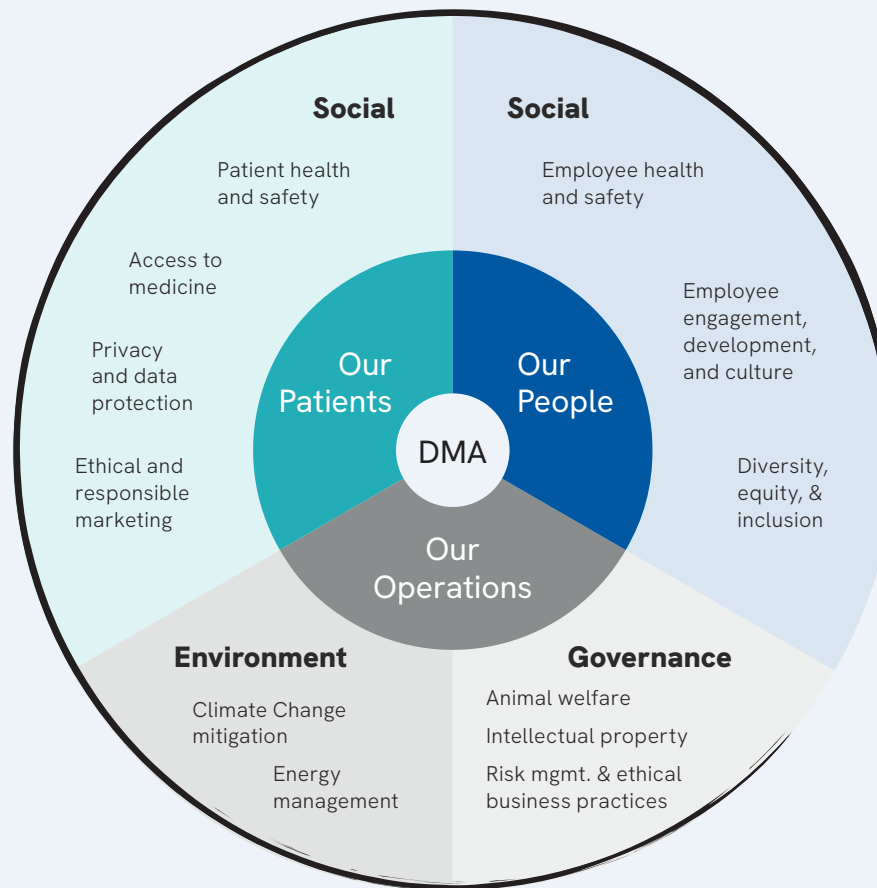 Social
Patient health
and safety
Access to
medicine
Privacy
and data
protection
Ethical and
responsible
marketing
Social
Employee health
and safety
Employee
engagement,
development,
and culture
Diversity,
equity, &
inclusion
Our
Patients
Our
People
DMA
Our
Operations
Environment
Climate Change
mitigation
Energy
management
Governance
Animal welfare
Intellectual property
Risk mgmt. & ethical
business practices